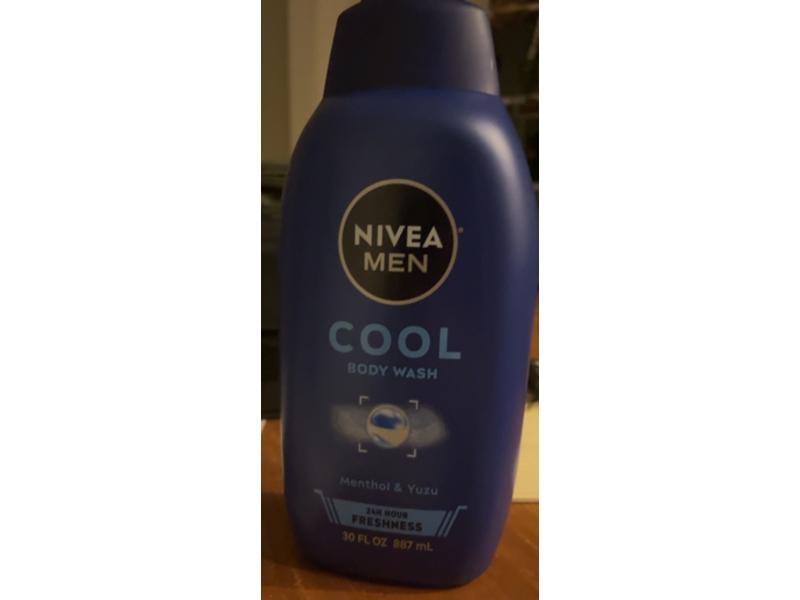 NIVEA
MEN
COOL
BODY WASH
Menthol & Yuzu
24H HOUR
FRESHNESS
30 FL OZ 887 mL